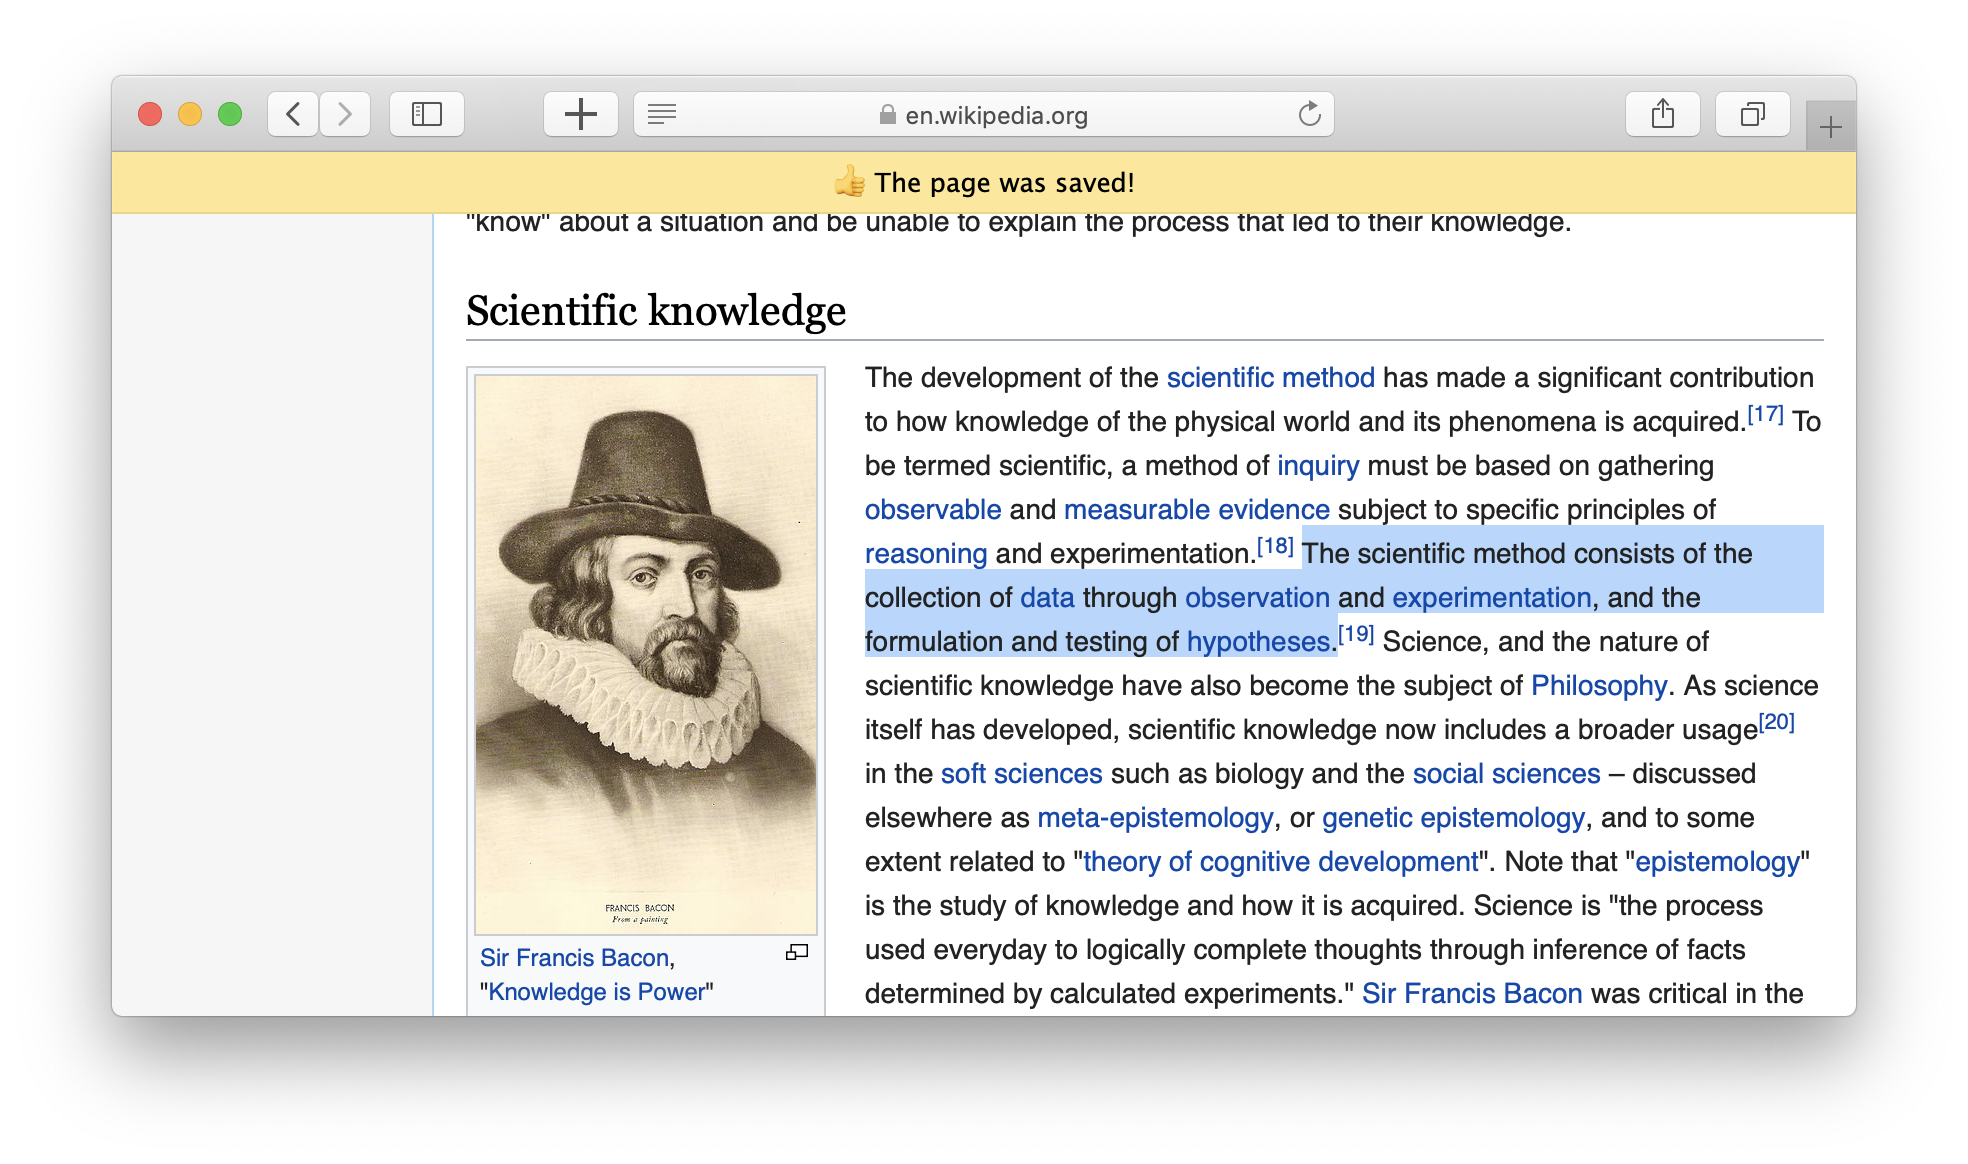 en.wikipedia.org
👍 The page was saved!
"know" about a situation and be unable to explain the process that led to their knowledge.
Scientific knowledge
FRANCIS BACON
From a painting
Sir Francis Bacon,
"Knowledge is Power"
The development of the scientific method has made a significant contribution
to how knowledge of the physical world and its phenomena is acquired.[17] To
be termed scientific, a method of inquiry must be based on gathering
observable and measurable evidence subject to specific principles of
reasoning and experimentation.[18] The scientific method consists of the
collection of data through observation and experimentation, and the
formulation and testing of hypotheses.[19] Science, and the nature of
scientific knowledge have also become the subject of Philosophy. As science
itself has developed, scientific knowledge now includes a broader usage[20]
in the soft sciences such as biology and the social sciences – discussed
elsewhere as meta-epistemology, or genetic epistemology, and to some
extent related to "theory of cognitive development". Note that "epistemology"
is the study of knowledge and how it is acquired. Science is "the process
used everyday to logically complete thoughts through inference of facts
determined by calculated experiments." Sir Francis Bacon was critical in the